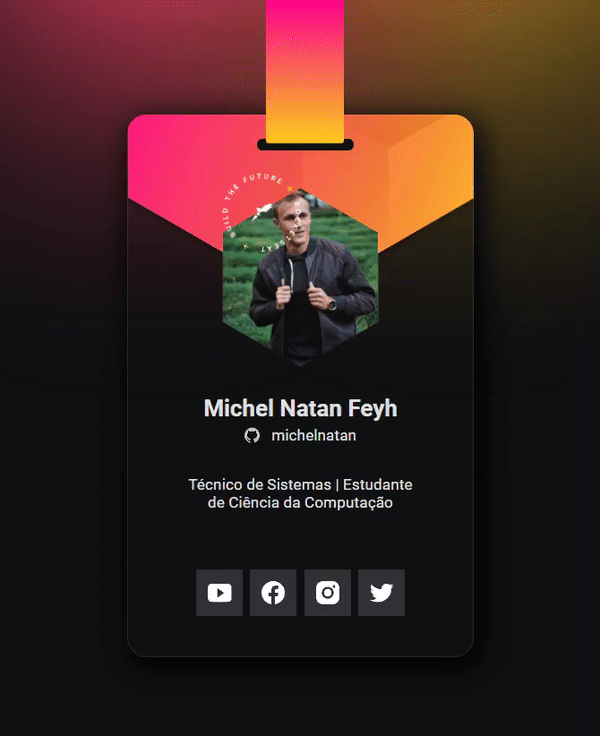 BUILD THE FUTURE
Michel Natan Feyh
michelnatan
Técnico de Sistemas | Estudante
de Ciência da Computação